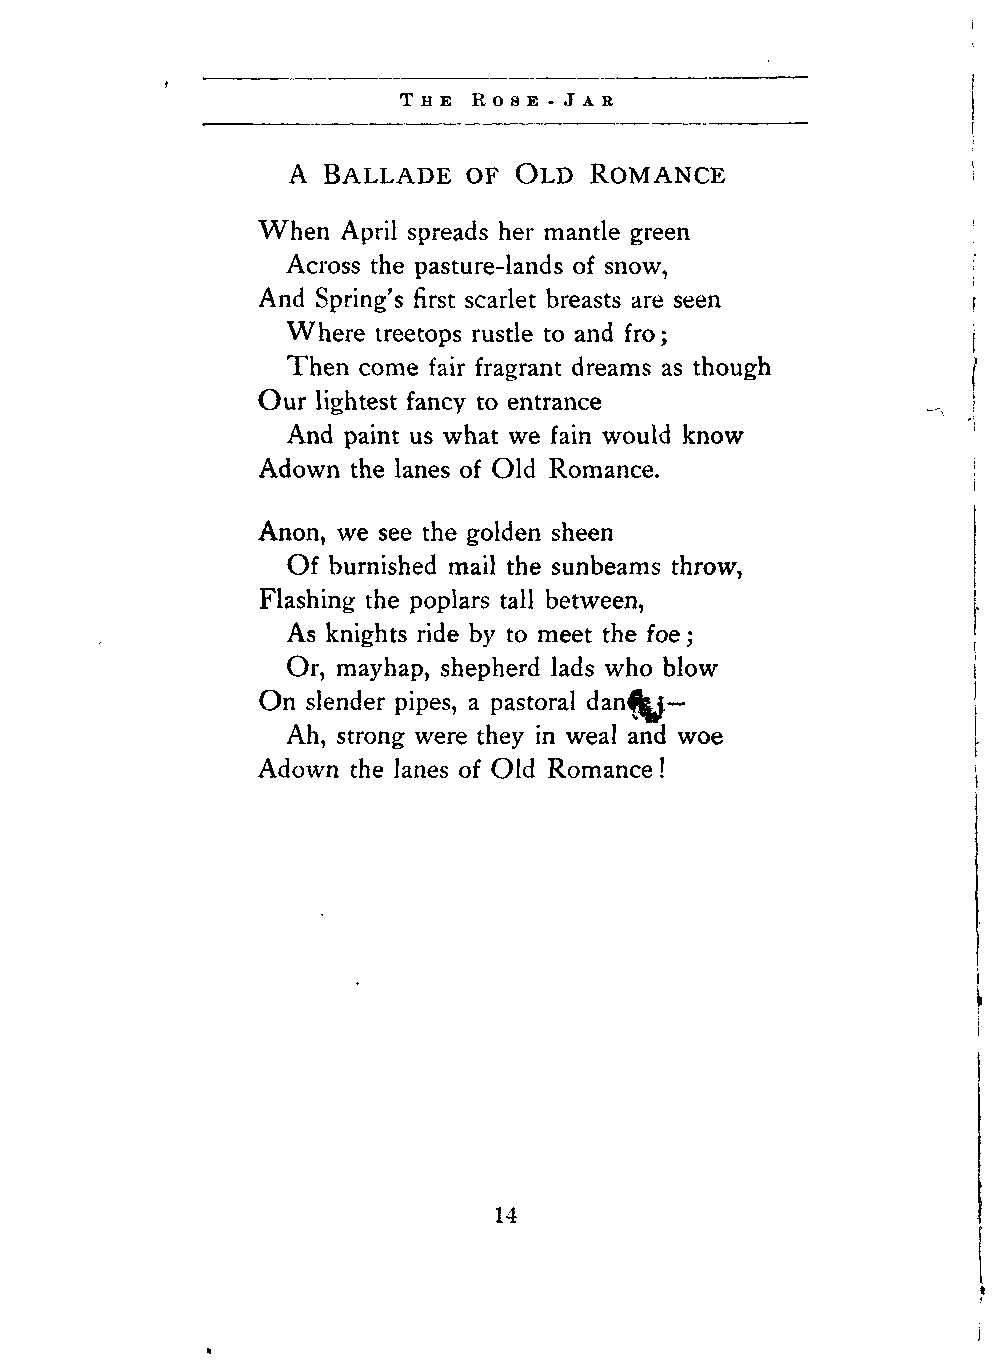 THE ROSE-JAR
A BALLADE OF OLD ROMANCE
When April spreads her mantle green
Across the pasture-lands of snow,
And Spring's first scarlet breasts are seen
Where treetops rustle to and fro;
Then come fair fragrant dreams as though
Our lightest fancy to entrance
And paint us what we fain would know
Adown the lanes of Old Romance.
Anon, we see the golden sheen
Of burnished mail the sunbeams throw,
Flashing the poplars tall between,
As knights ride by to meet the foe;
Or, mayhap, shepherd lads who blow
On slender pipes, a pastoral
Ah, strong were they in weal and woe
Adown the lanes of Old Romance!
14